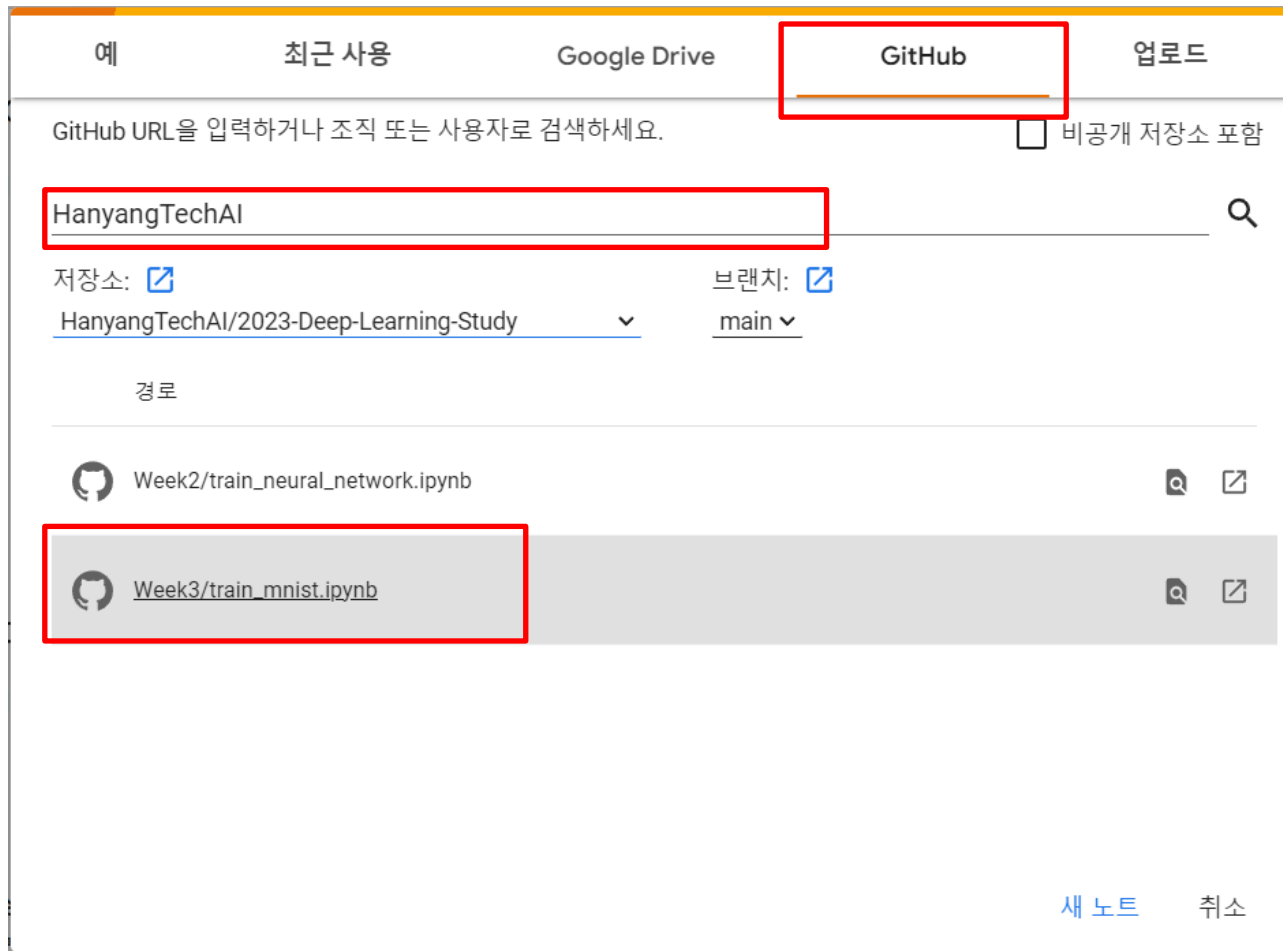 예 최근 사용 Google Drive GitHub 업로드
GitHub URL을 입력하거나 조직 또는 사용자로 검색하세요. 비공개 저장소 포함
HanyangTechAI
저장소: 브랜치:
HanyangTechAI/2023-Deep-Learning-Study main
경로
Week2/train_neural_network.ipynb
Week3/train_mnist.ipynb
새 노트 취소